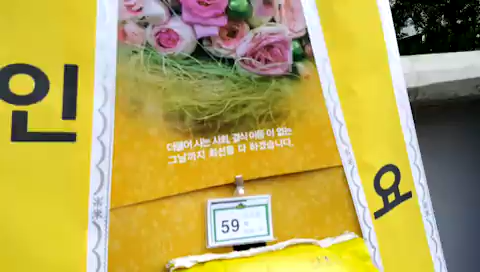 인
더불어 사는 사회, 결식 아동이 없는
그날까지 최선을 다 하겠습니다.
요
59